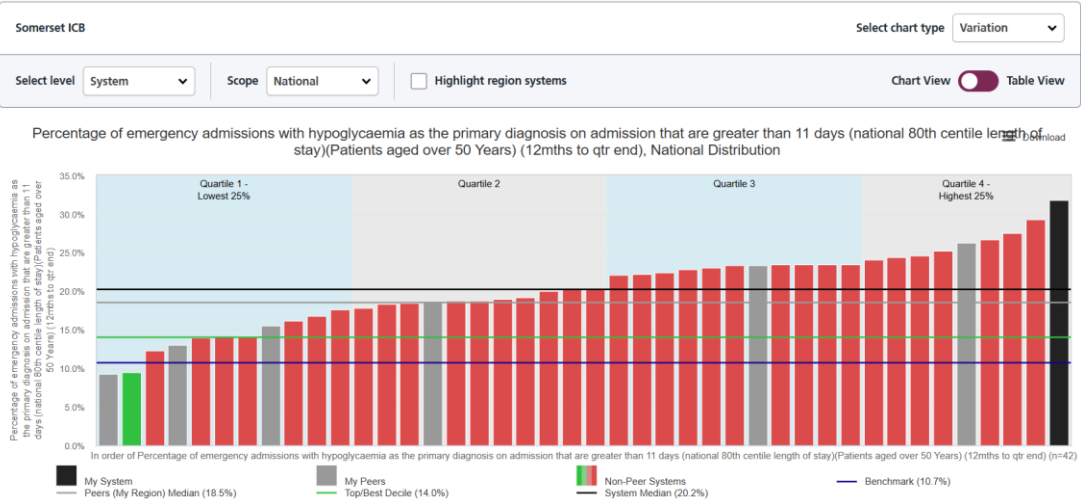 Somerset ICB
Select chart type
Variation
Select level
System
Scope
National
Highlight region systems
Chart View
Table View
Percentage of emergency admissions with hypoglycaemia as the primary diagnosis on admission that are greater than 11 days (national 80th centile length of
stay)(Patients aged over 50 Years) (12mths to qtr end), National Distribution
Download
Percentage of emergency admissions with hypoglycaemia as
the primary diagnosis on admission that are greater than 11
days (national 80th centile length of stay)(Patients aged over
50 Years) (12mths to qtr end)
35.0%
30.0%
25.0%
20.0%
15.0%
10.0%
5.0%
0.0%
Quartile 1 -
Lowest 25%
Quartile 2
Quartile 3
Quartile 4 -
Highest 25%
In order of Percentage of emergency admissions with hypoglycaemia as the primary diagnosis on admission that are greater than 11 days (national 80th centile length of stay)(Patients aged over 50 Years) (12mths to qtr end) (n=42)
My System
My Peers
Non-Peer Systems
Benchmark (10.7%)
Peers (My Region) Median (18.5%)
Top/Best Decile (14.0%)
System Median (20.2%)